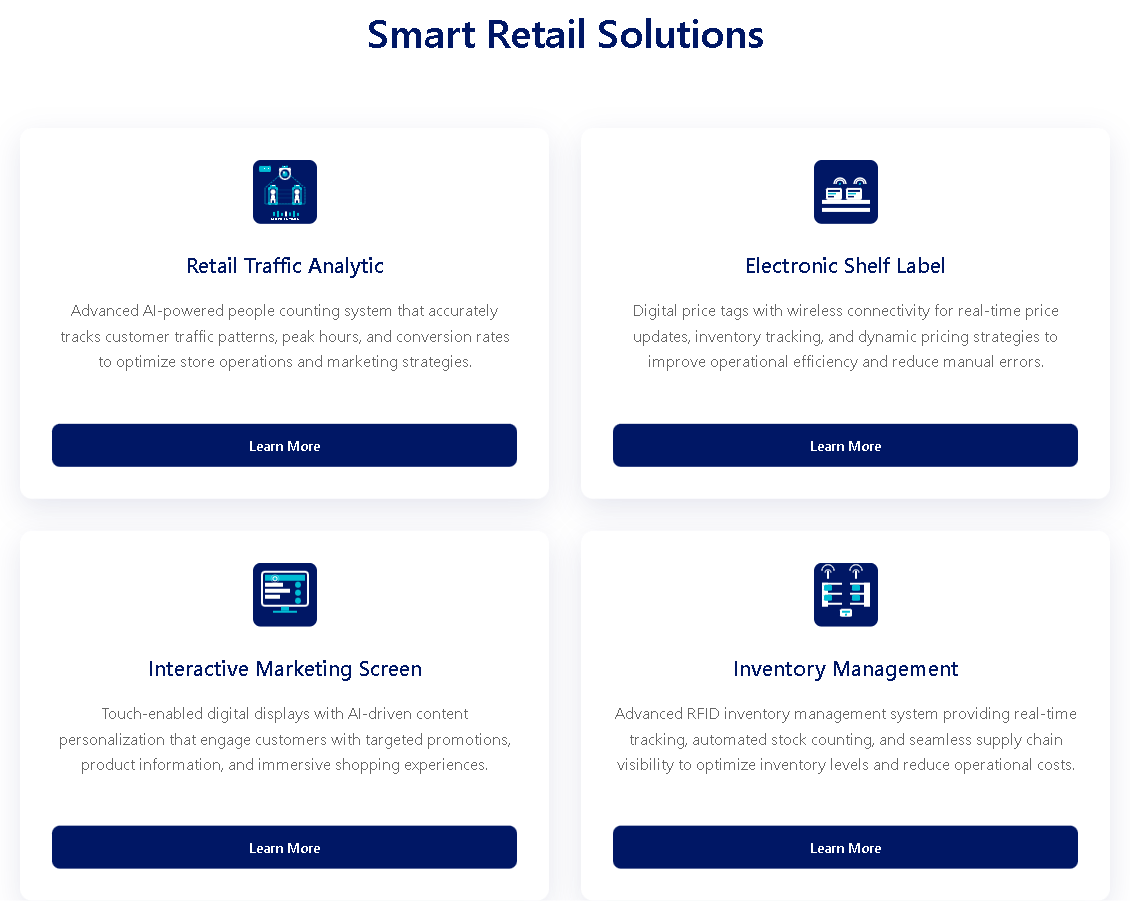 Smart Retail Solutions
Retail Traffic Analytic
Advanced AI-powered people counting system that accurately
tracks customer traffic patterns, peak hours, and conversion rates
to optimize store operations and marketing strategies.
Learn More
Electronic Shelf Label
Digital price tags with wireless connectivity for real-time price
updates, inventory tracking, and dynamic pricing strategies to
improve operational efficiency and reduce manual errors.
Learn More
Interactive Marketing Screen
Touch-enabled digital displays with AI-driven content
personalization that engage customers with targeted promotions,
product information, and immersive shopping experiences.
Learn More
Inventory Management
Advanced RFID inventory management system providing real-time
tracking, automated stock counting, and seamless supply chain
visibility to optimize inventory levels and reduce operational costs.
Learn More